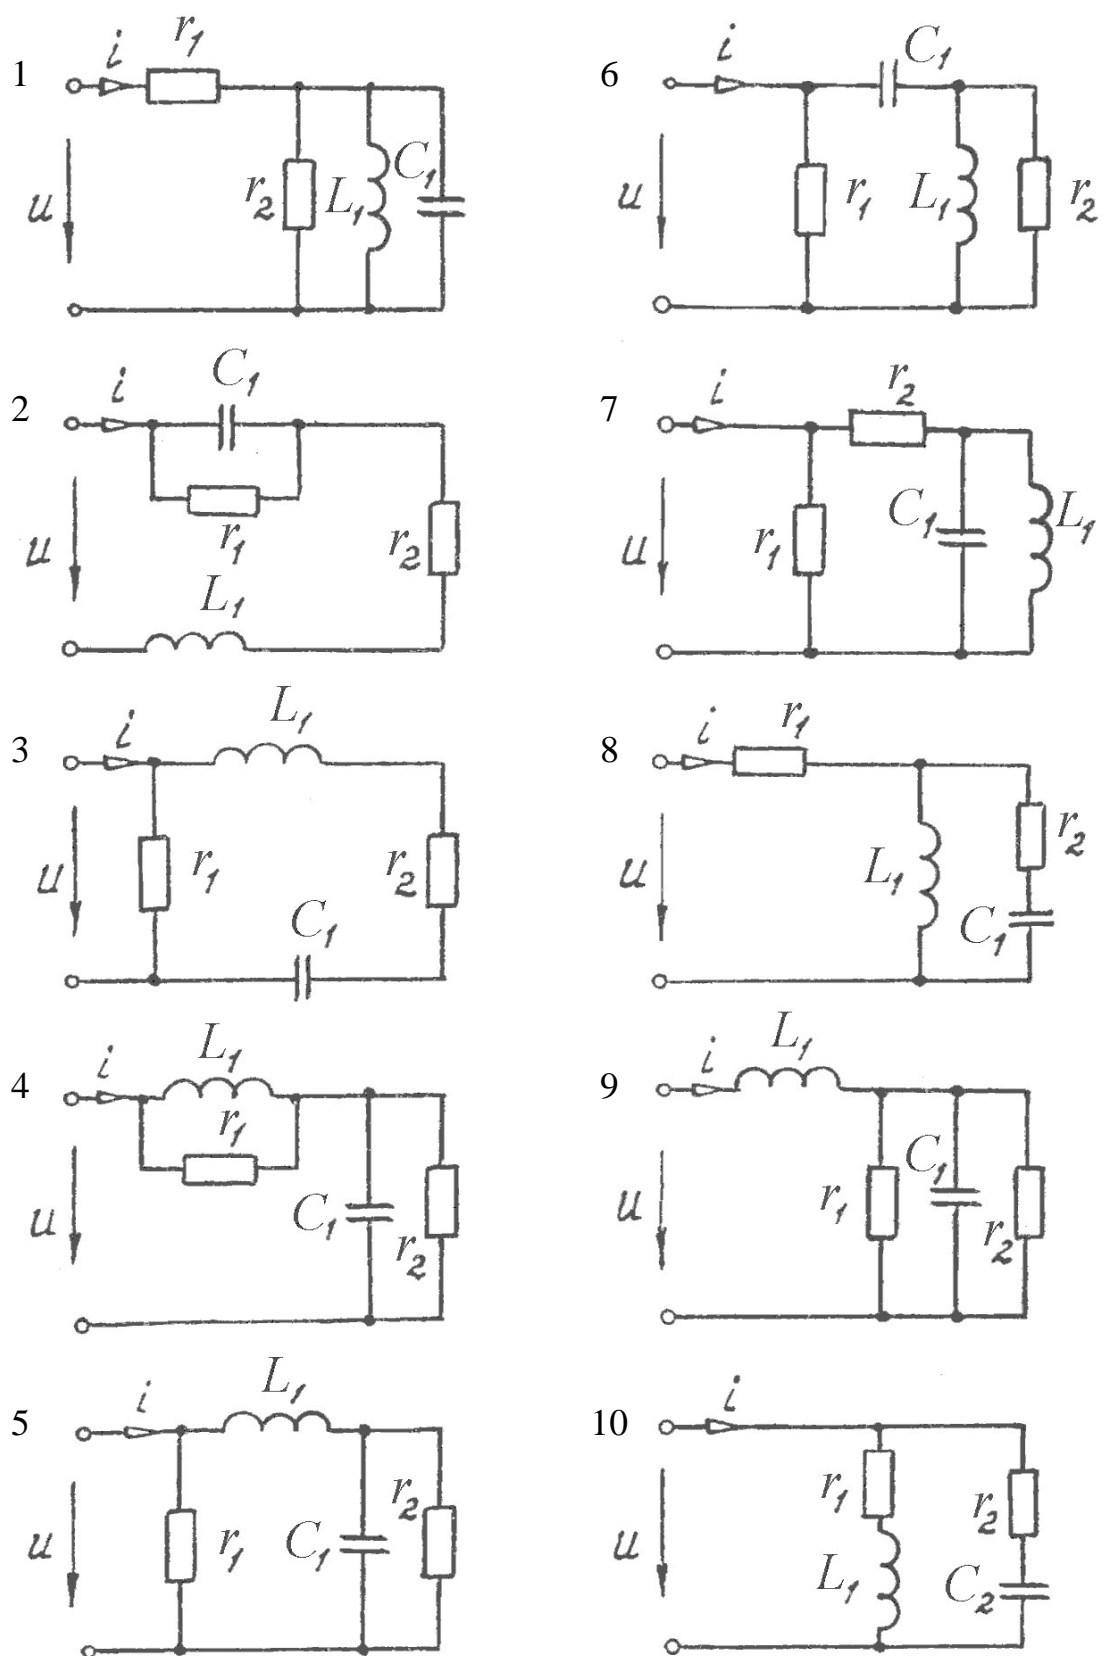 1 i r₁ r₂ L₁ C₁ u
6 i C₁ r₁ L₁ r₂ u
2 i C₁ r₁ r₂ L₁ u
7 i r₂ r₁ C₁ L₁ u
3 i L₁ r₁ r₂ C₁ u
8 i r₁ L₁ r₂ C₁ u
4 i L₁ r₁ C₁ r₂ u
9 i L₁ r₁ C₁ r₂ u
5 i L₁ r₁ C₁ r₂ u
10 i r₁ L₁ r₂ C₂ u